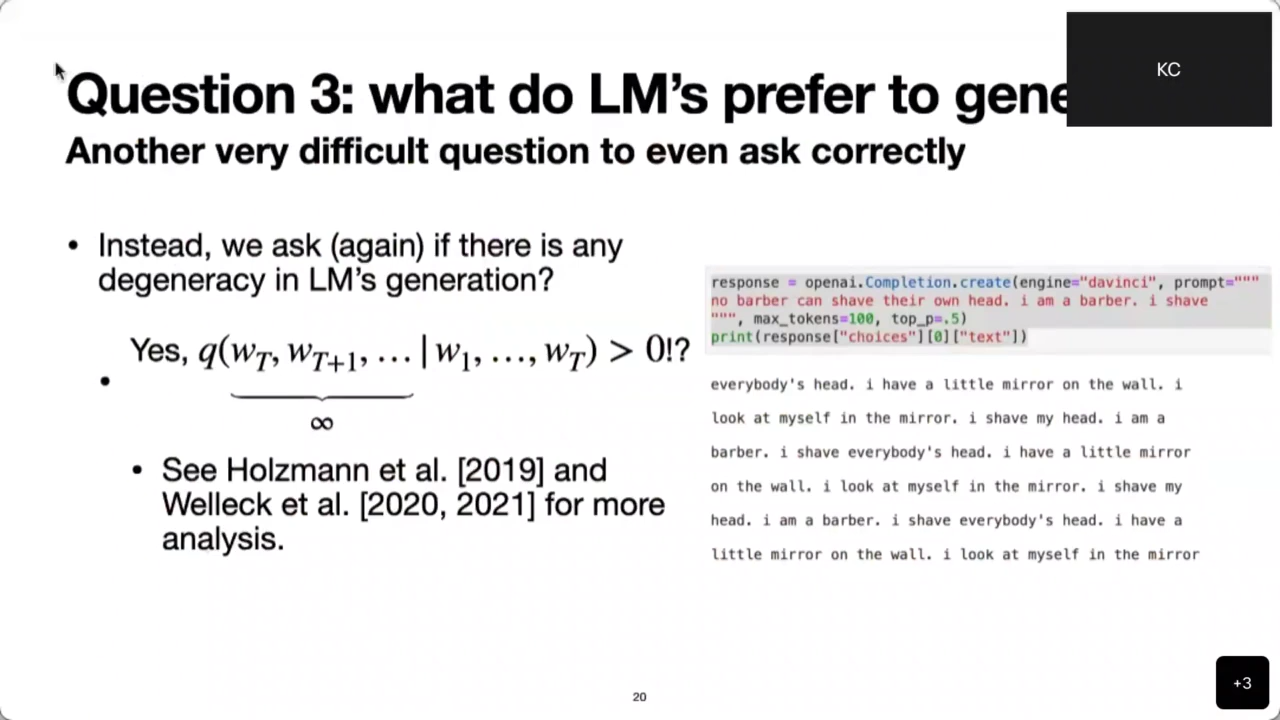 Question 3: what do LM's prefer to gene
KC
Another very difficult question to even ask correctly
• Instead, we ask (again) if there is any
degeneracy in LM's generation?
Yes, q(w_T, w_{T+1}, … | w_1, …, w_T) > 0!?
•
∞
• See Holzmann et al. [2019] and
Welleck et al. [2020, 2021] for more
analysis.
response = openai.Completion.create(engine="davinci", prompt="""
no barber can shave their own head. i am a barber. i shave
""", max_tokens=100, top_p=.5)
print(response["choices"][0]["text"])
everybody's head. i have a little mirror on the wall. i
look at myself in the mirror. i shave my head. i am a
barber. i shave everybody's head. i have a little mirror
on the wall. i look at myself in the mirror. i shave my
head. i am a barber. i shave everybody's head. i have a
little mirror on the wall. i look at myself in the mirror
20
+3